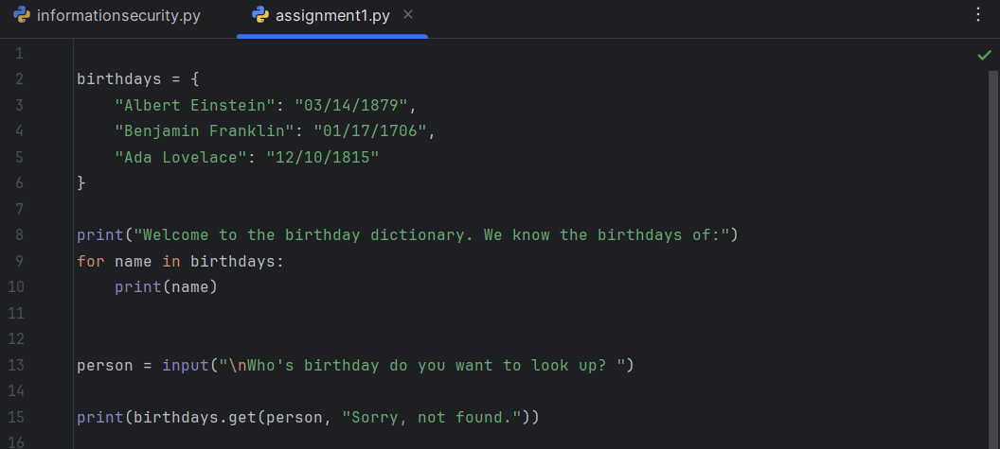 informationsecurity.py assignment1.py
1
2 birthdays = {
3     "Albert Einstein": "03/14/1879",
4     "Benjamin Franklin": "01/17/1706",
5     "Ada Lovelace": "12/10/1815"
6 }
7
8 print("Welcome to the birthday dictionary. We know the birthdays of:")
9 for name in birthdays:
10     print(name)
11
12
13 person = input("\nWho's birthday do you want to look up? ")
14
15 print(birthdays.get(person, "Sorry, not found."))
16